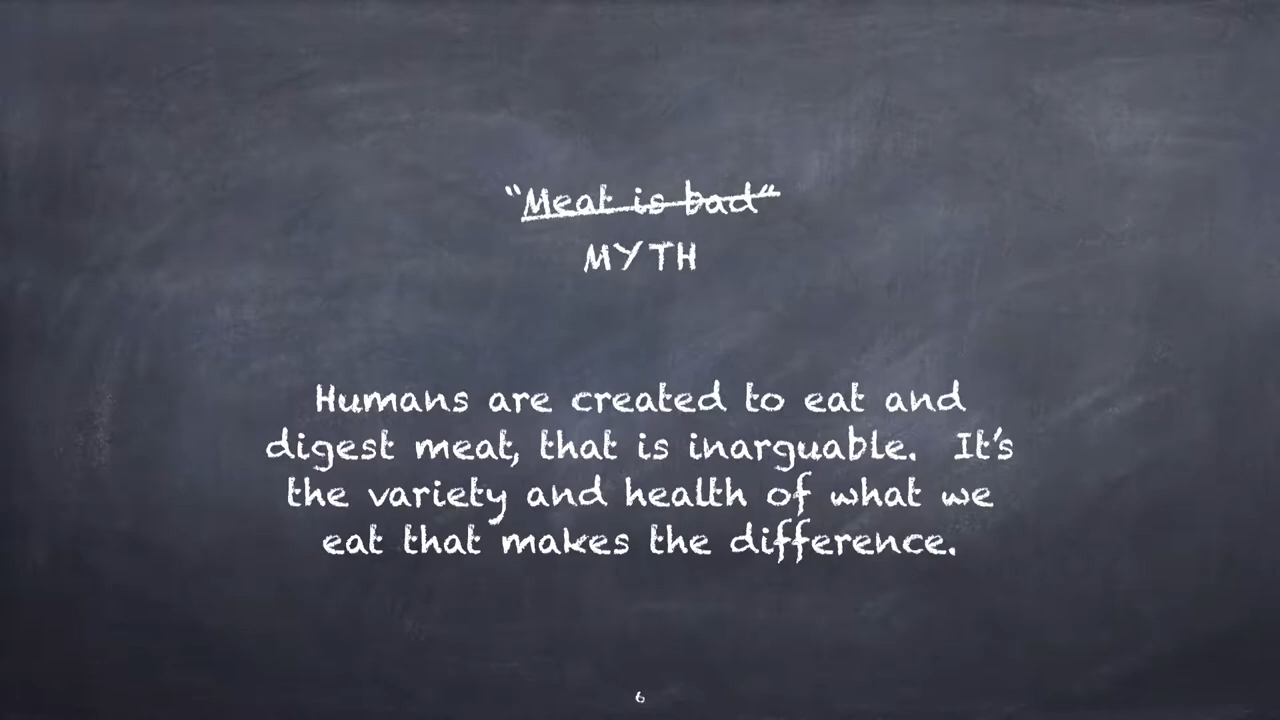 “Meat is bad“
MYTH
Humans are created to eat and
digest meat, that is inarguable. It’s
the variety and health of what we
eat that makes the difference.
6